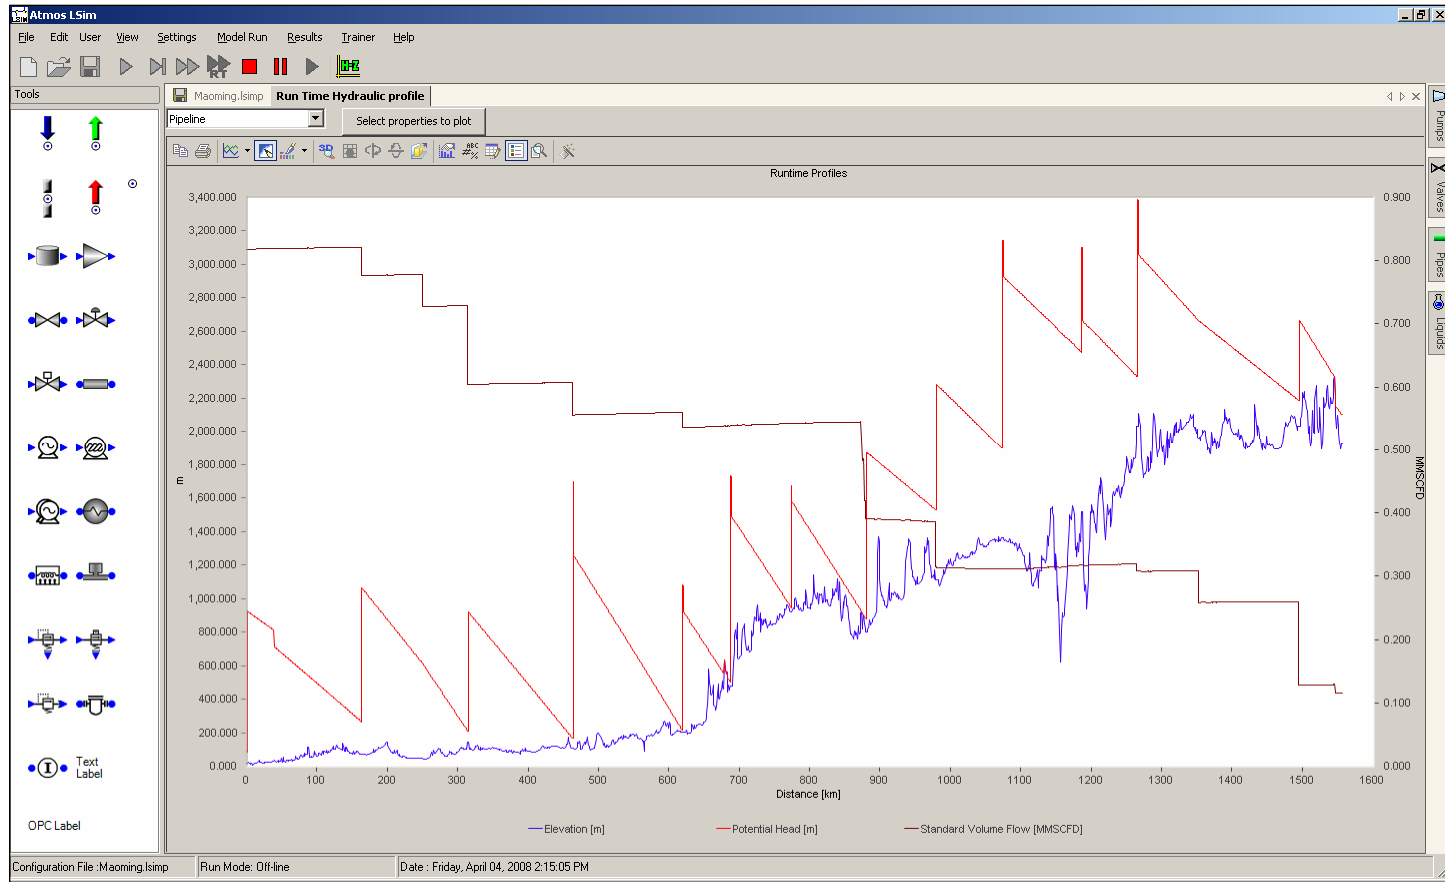 Atmos LSim
File Edit User View Settings Model Run Results Trainer Help
RT H-Z
Tools
Maoming.lsimp Run Time Hydraulic profile
Pipeline Select properties to plot
3D ABC
Runtime Profiles
3,400.000
3,200.000
3,000.000
2,800.000
2,600.000
2,400.000
2,200.000
2,000.000
1,800.000
1,600.000
1,400.000
1,200.000
1,000.000
800.000
600.000
400.000
200.000
0.000
m
0.900
0.800
0.700
0.600
0.500
0.400
0.300
0.200
0.100
0.000
MMSCFD
0 100 200 300 400 500 600 700 800 900 1000 1100 1200 1300 1400 1500 1600
Distance [km]
Elevation [m] Potential Head [m] Standard Volume Flow [MMSCFD]
Pumps
Valves
Pipes
Liquids
Text
Label
OPC Label
Configuration File :Maoming.lsimp Run Mode: Off-line Date : Friday, April 04, 2008 2:15:05 PM